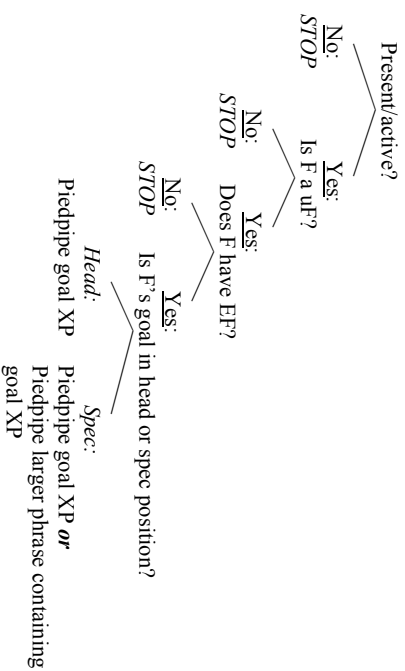 Present/active?
No:
STOP
Yes:
Is F a uF?
No:
STOP
Yes:
Does F have EF?
No:
STOP
Yes:
Is F’s goal in head or spec position?
Head:
Piedpipe goal XP
Spec:
Piedpipe goal XP or
Piedpipe larger phrase containing
goal XP